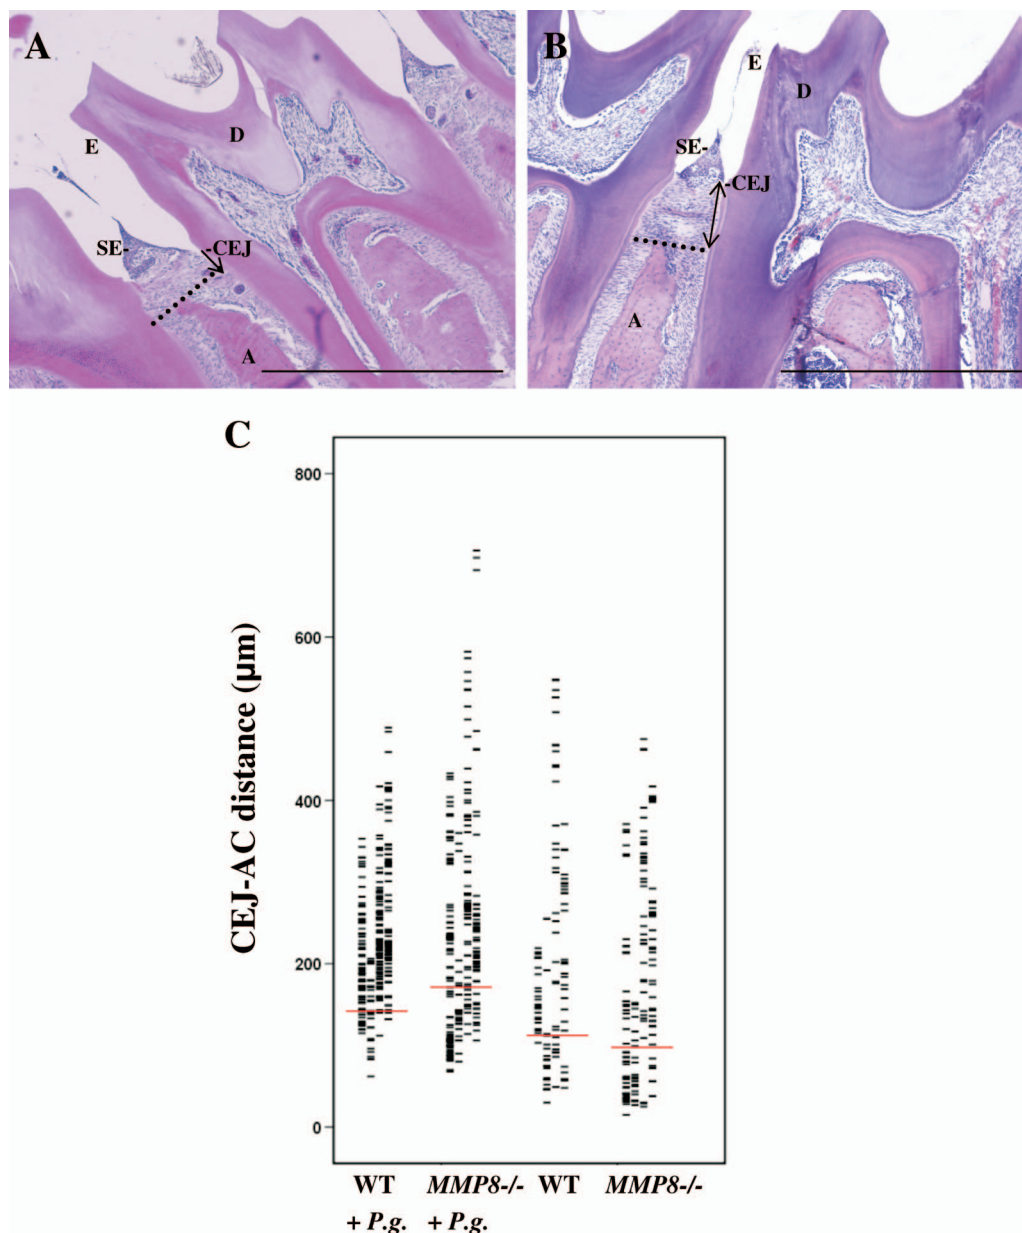 A
E
D
SE-
-CEJ
A
B
E
D
SE-
-CEJ
A
C
CEJ-AC distance (µm)
800
600
400
200
0
WT MMP8-/- WT MMP8-/-
+ P.g. + P.g.